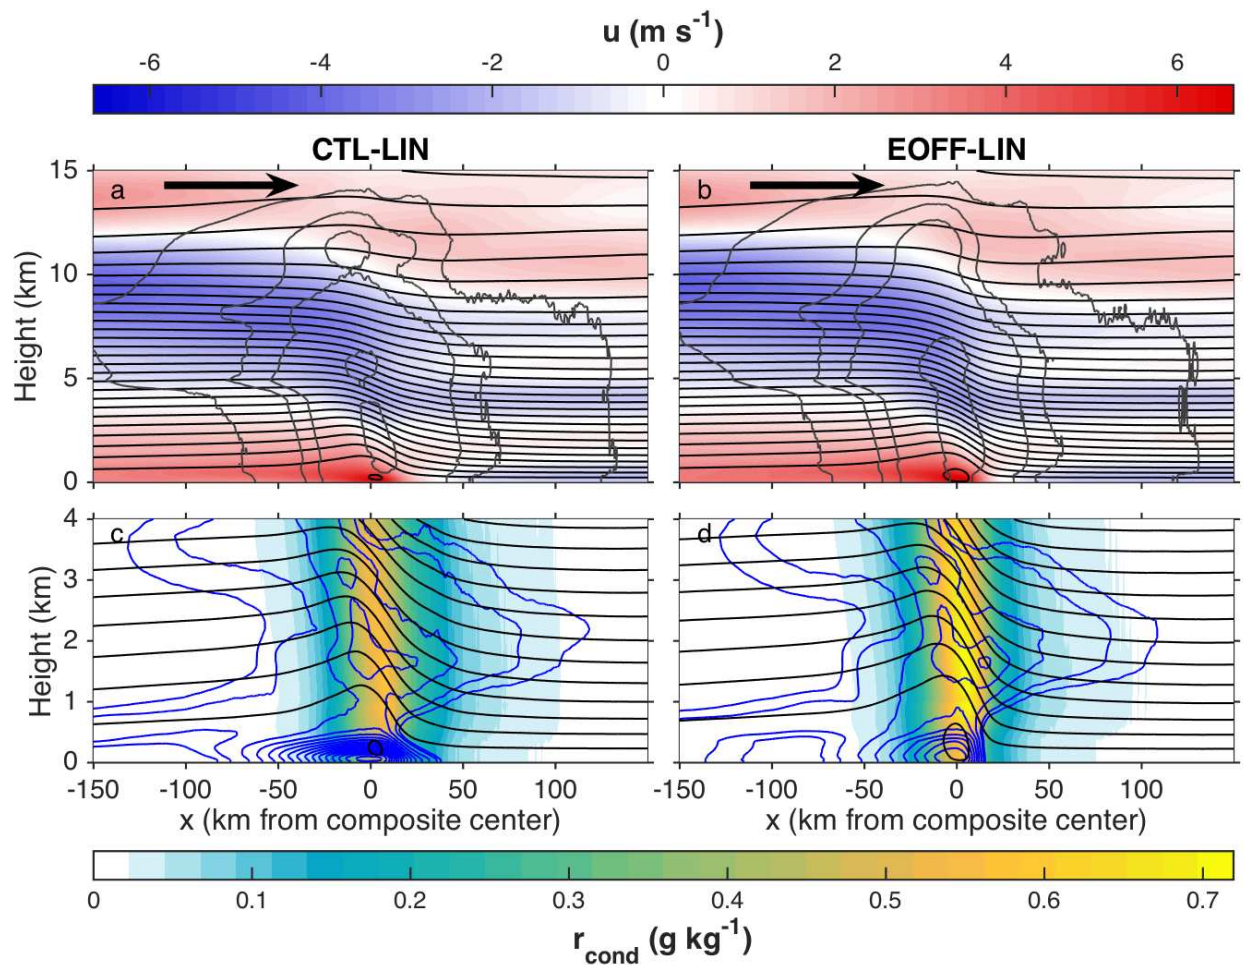 u (m s⁻¹)
-6 -4 -2 0 2 4 6
CTL-LIN EOFF-LIN
15
a b
10
Height (km)
5
0
4
c d
3
Height (km)
2
1
0
-150 -100 -50 0 50 100 -150 -100 -50 0 50 100
x (km from composite center) x (km from composite center)
0 0.1 0.2 0.3 0.4 0.5 0.6 0.7
r_cond (g kg⁻¹)